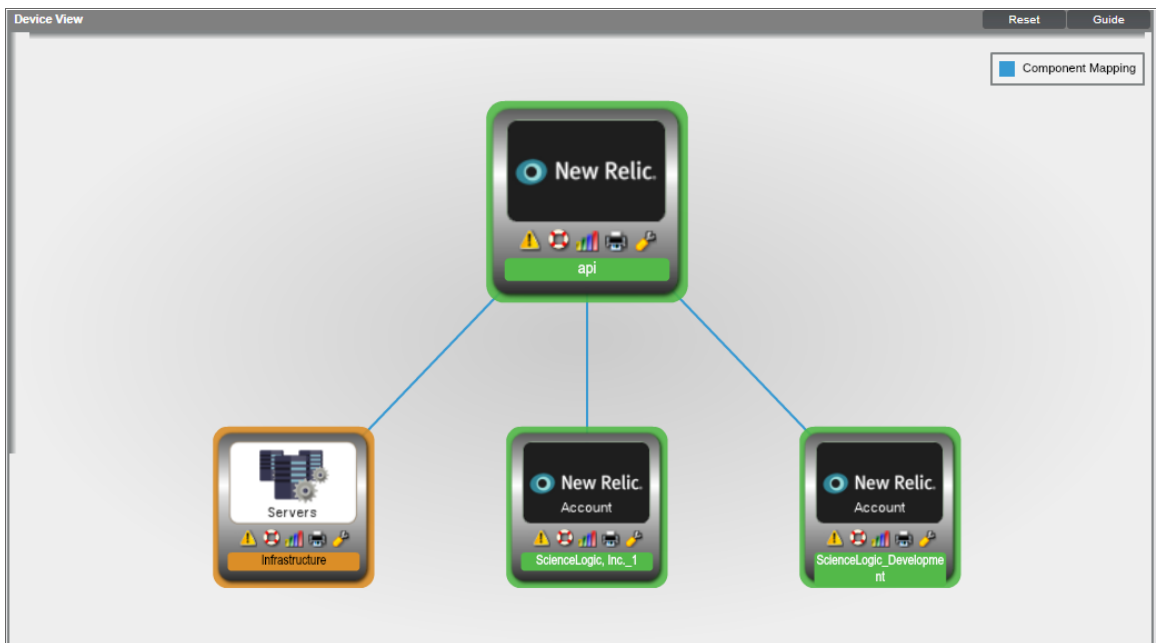 Device View
Reset
Guide
Component Mapping
New Relic.
api
Servers
Infrastructure
New Relic.
Account
ScienceLogic, Inc._1
New Relic.
Account
ScienceLogic_Developme
nt